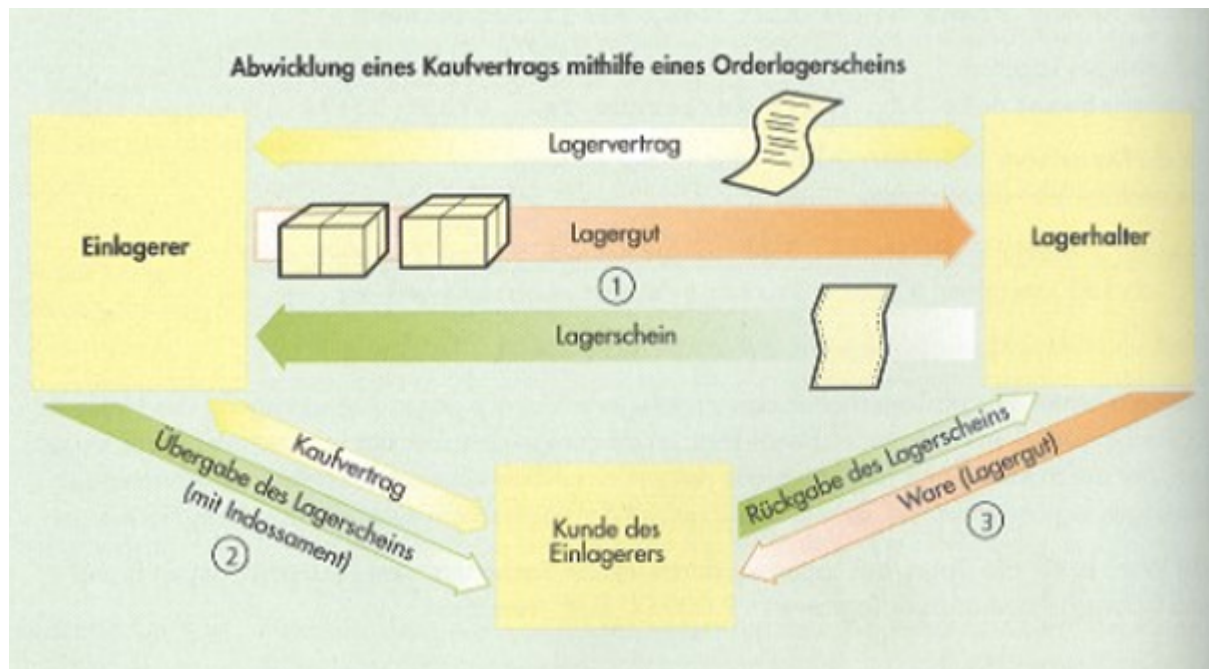 Abwicklung eines Kaufvertrags mithilfe eines Orderlagerscheins
Lagervertrag
Einlagerer
Lagergut
Lagerhalter
1
Lagerschein
Kaufvertrag
Übergabe des Lagerscheins
(mit Indossament)
2
Kunde des
Einlagerers
Rückgabe des Lagerscheins
Ware (Lagergut)
3